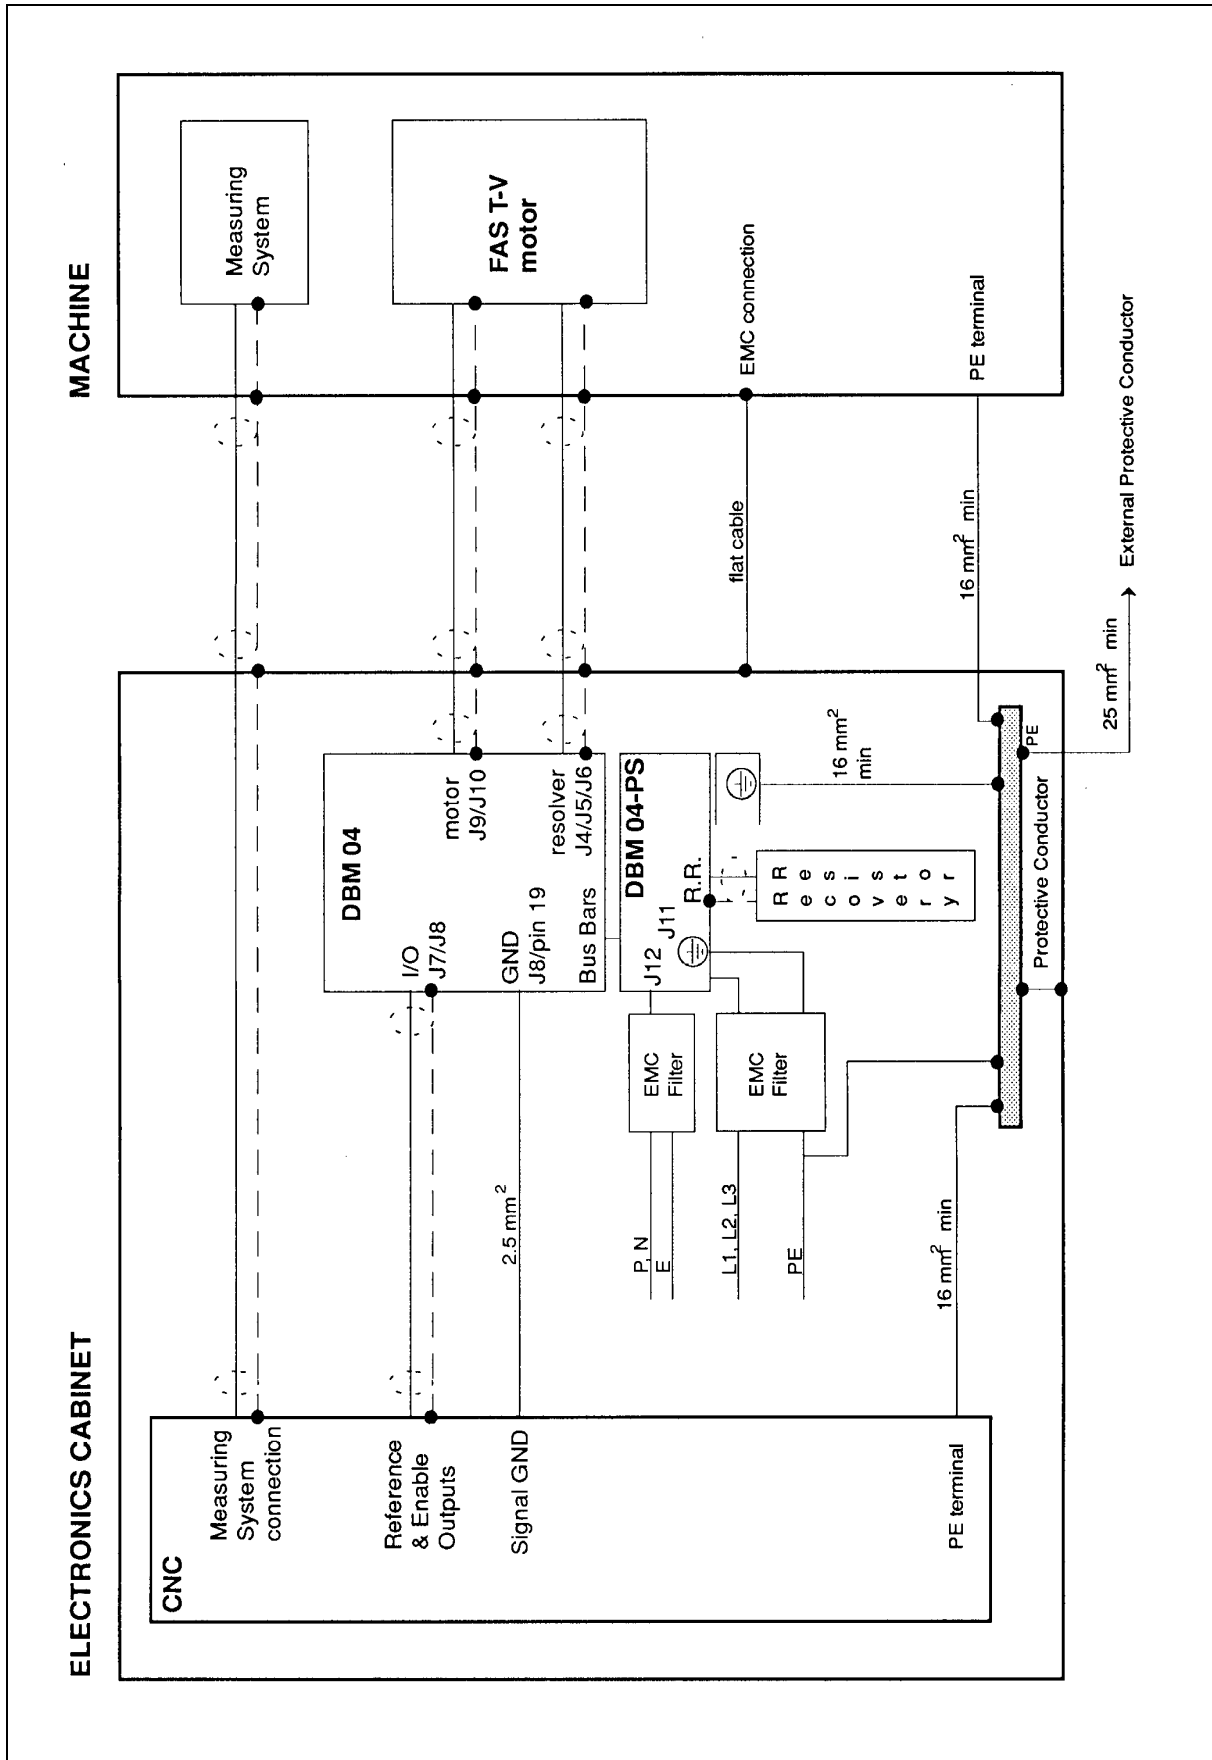 ELECTRONICS CABINET
MACHINE
CNC
Measuring
System
connection
Reference
& Enable
Outputs
Signal GND
PE terminal
2.5 mm²
16 mm² min
P, N
E
L1, L2, L3
PE
EMC
Filter
EMC
Filter
DBM 04
I/O
J7/J8
GND
J8/pin 19
Bus Bars
motor
J9/J10
resolver
J4/J5/J6
DBM 04-PS
J12
J11
R.R.
R R
e e
c s
o i
v s
e t
r o
y r
16 mm²
min
PE
Protective Conductor
25 mm² min
External Protective Conductor
flat cable
16 mm² min
Measuring
System
FAS T-V
motor
EMC connection
PE terminal